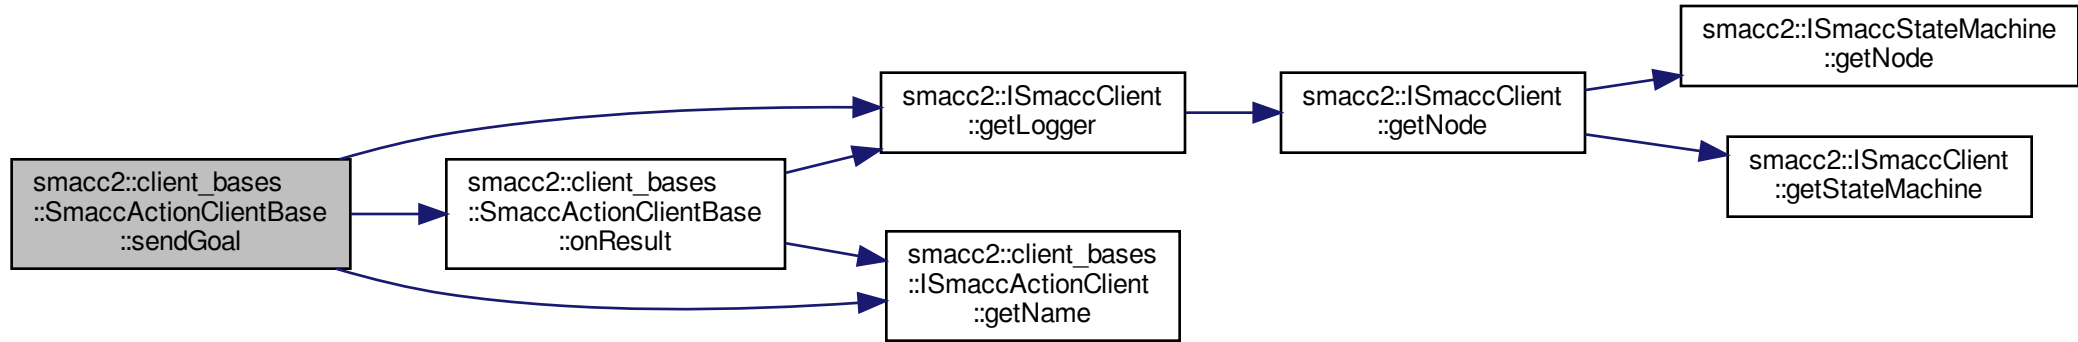 smacc2::client_bases
::SmaccActionClientBase
::sendGoal
smacc2::client_bases
::SmaccActionClientBase
::onResult
smacc2::ISmaccClient
::getLogger
smacc2::client_bases
::ISmaccActionClient
::getName
smacc2::ISmaccClient
::getNode
smacc2::ISmaccStateMachine
::getNode
smacc2::ISmaccClient
::getStateMachine